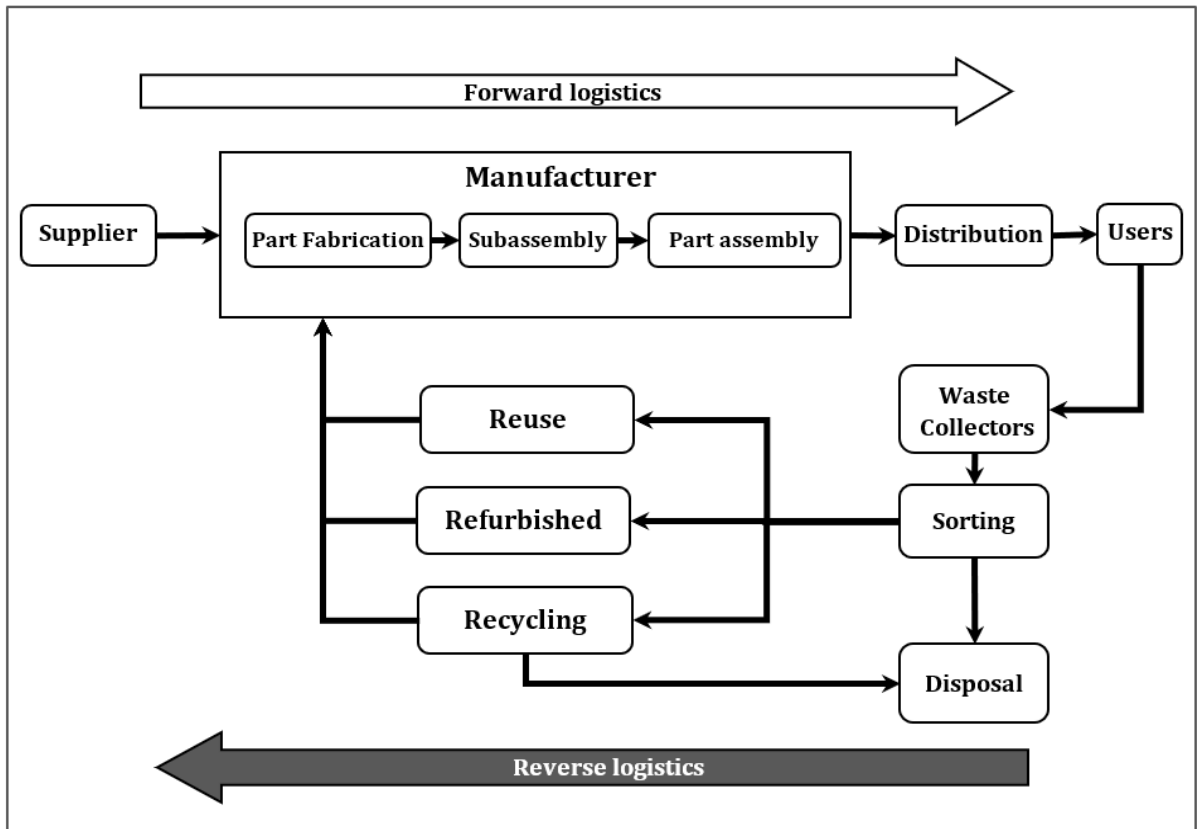 Forward logistics
Manufacturer
Supplier
Part Fabrication
Subassembly
Part assembly
Distribution
Users
Reuse
Waste
Collectors
Refurbished
Sorting
Recycling
Disposal
Reverse logistics